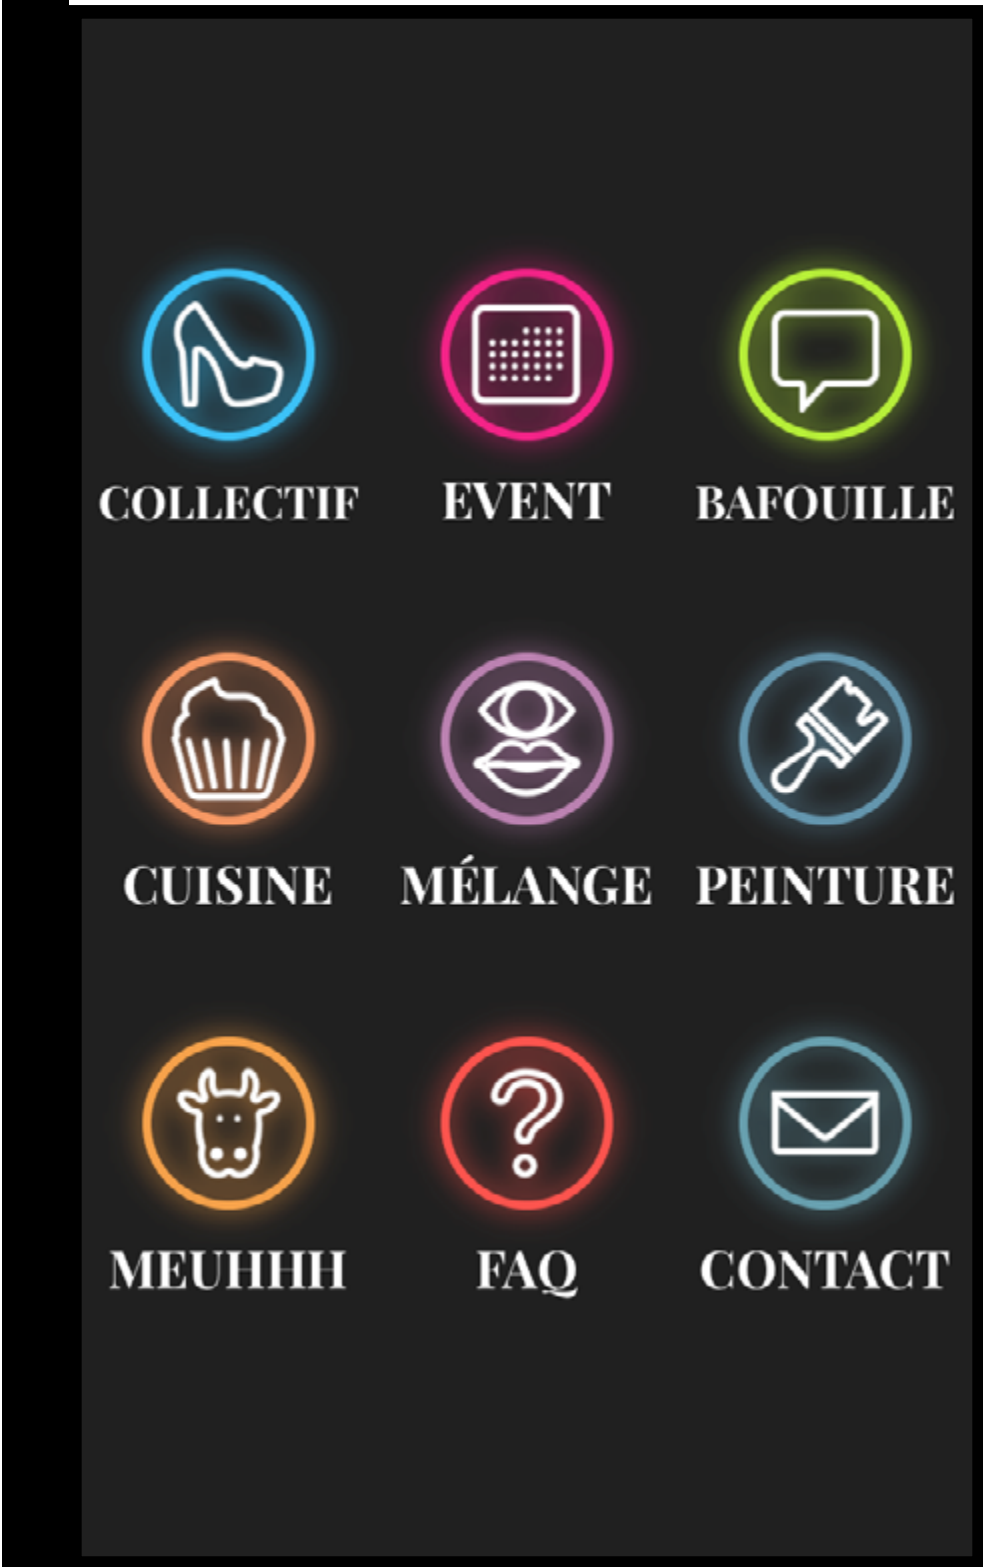 COLLECTIF
EVENT
BAFOUILLE
CUISINE
MÉLANGE
PEINTURE
MEUHHH
FAQ
CONTACT